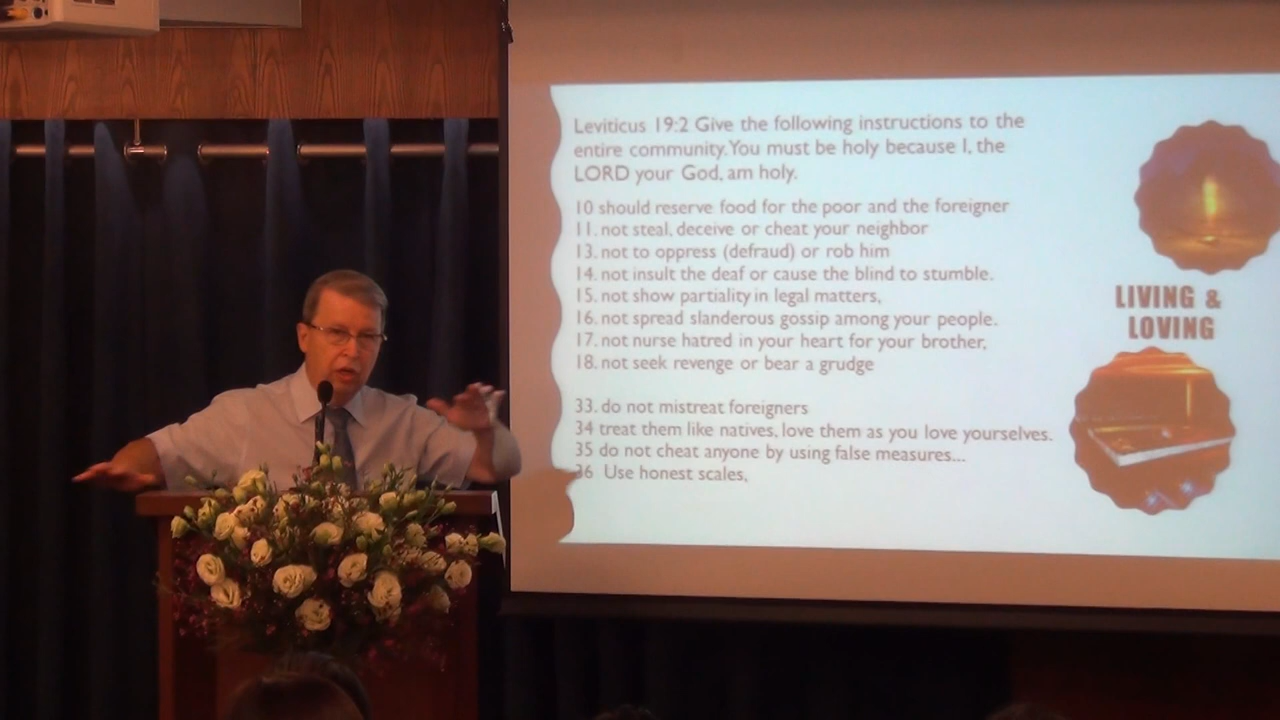 Leviticus 19:2 Give the following instructions to the
entire community. You must be holy because I, the
LORD your God, am holy.
10 should reserve food for the poor and the foreigner
11. not steal, deceive or cheat your neighbor
13. not to oppress (defraud) or rob him
14. not insult the deaf or cause the blind to stumble.
15. not show partiality in legal matters,
16. not spread slanderous gossip among your people.
17. not nurse hatred in your heart for your brother,
18. not seek revenge or bear a grudge
33. do not mistreat foreigners
34 treat them like natives, love them as you love yourselves.
35 do not cheat anyone by using false measures...
36 Use honest scales,
LIVING &
LOVING